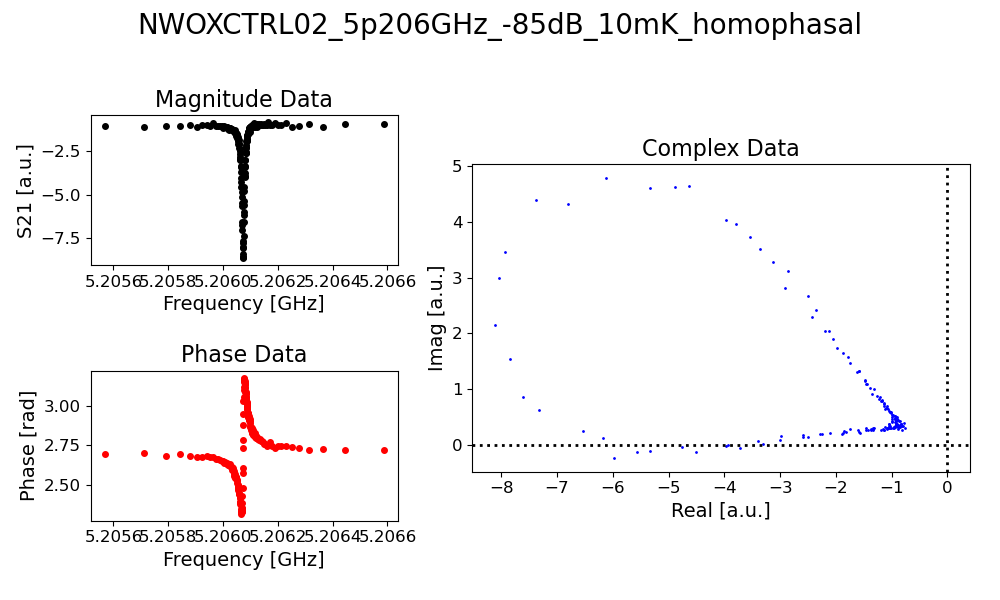 NWOXCTRL02_5p206GHz_-85dB_10mK_homophasal
Magnitude Data
S21 [a.u.]
−2.5
−5.0
−7.5
5.2056 5.2058 5.2060 5.2062 5.2064 5.2066
Frequency [GHz]
Phase Data
Phase [rad]
3.00
2.75
2.50
5.2056 5.2058 5.2060 5.2062 5.2064 5.2066
Frequency [GHz]
Complex Data
Imag [a.u.]
5
4
3
2
1
0
−8 −7 −6 −5 −4 −3 −2 −1 0
Real [a.u.]